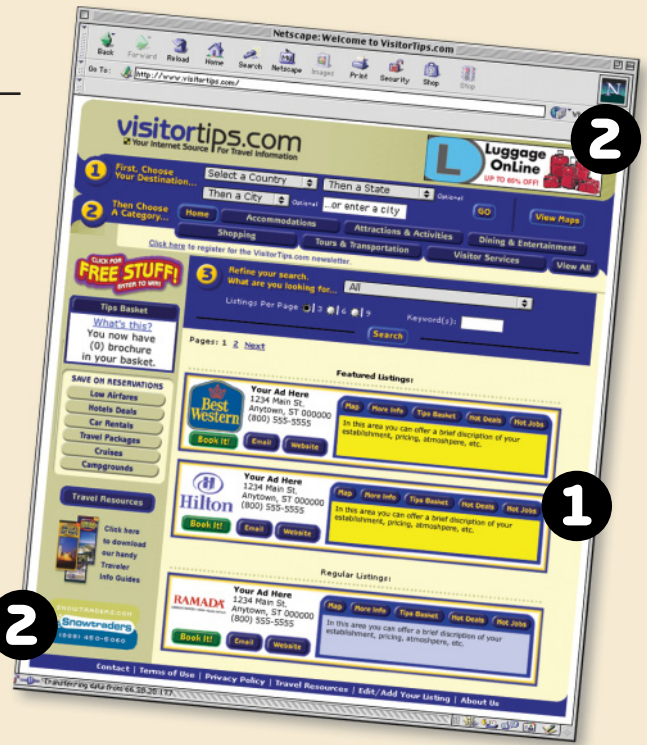 Netscape: Welcome to VisitorTips.com
Back Forward Reload Home Search Netscape Images Print Security Shop Stop
Go To: http://www.visitortips.com/
N
2
visitortips.com
Your Internet Source For Travel Information
L
Luggage
OnLine
UP TO 60% OFF!
1 First, Choose
Your Destination...
Select a Country
Then a State
Optional
Then a City
Optional
...or enter a city
GO
View Maps
2 Then Choose
A Category...
Home
Accommodations
Attractions & Activities
Dining & Entertainment
Shopping
Tours & Transportation
Visitor Services
View All
Click here to register for the VisitorTips.com newsletter.
CLICK FOR
FREE STUFF!
ENTER TO WIN!
3 Refine your search.
What are you looking for...
All
Listings Per Page 3 6 9
Keyword(s):
Search
Tips Basket
What's this?
You now have
(0) brochure
in your basket.
Pages: 1 2 Next
SAVE ON RESERVATIONS
Low Airfares
Hotels Deals
Car Rentals
Travel Packages
Cruises
Campgrounds
Travel Resources
Click here
to download
our handy
Traveler
Info Guides
SNOWTRADERS.COM
Snowtraders
2
Featured Listings:
Best
Western
Your Ad Here
1234 Main St.
Anytown, ST 000000
(800) 555-5555
Book It! Email Website
Map More Info Tips Basket Hot Deals Hot Jobs
In this area you can offer a brief discription of your
establishment, pricing, atmoshpere, etc.
H
Hilton
Your Ad Here
1234 Main St.
Anytown, ST 000000
(800) 555-5555
Book It! Email Website
Map More Info Tips Basket Hot Deals Hot Jobs
In this area you can offer a brief discription of your
establishment, pricing, atmoshpere, etc.
1
Regular Listings:
RAMADA
Your Ad Here
1234 Main St.
Anytown, ST 000000
(800) 555-5555
Book It! Email Website
Map More Info Tips Basket Hot Deals Hot Jobs
In this area you can offer a brief discription of your
establishment, pricing, atmoshpere, etc.
Contact | Terms of Use | Privacy Policy | Travel Resources | Edit/Add Your Listing | About Us
Transferring data from